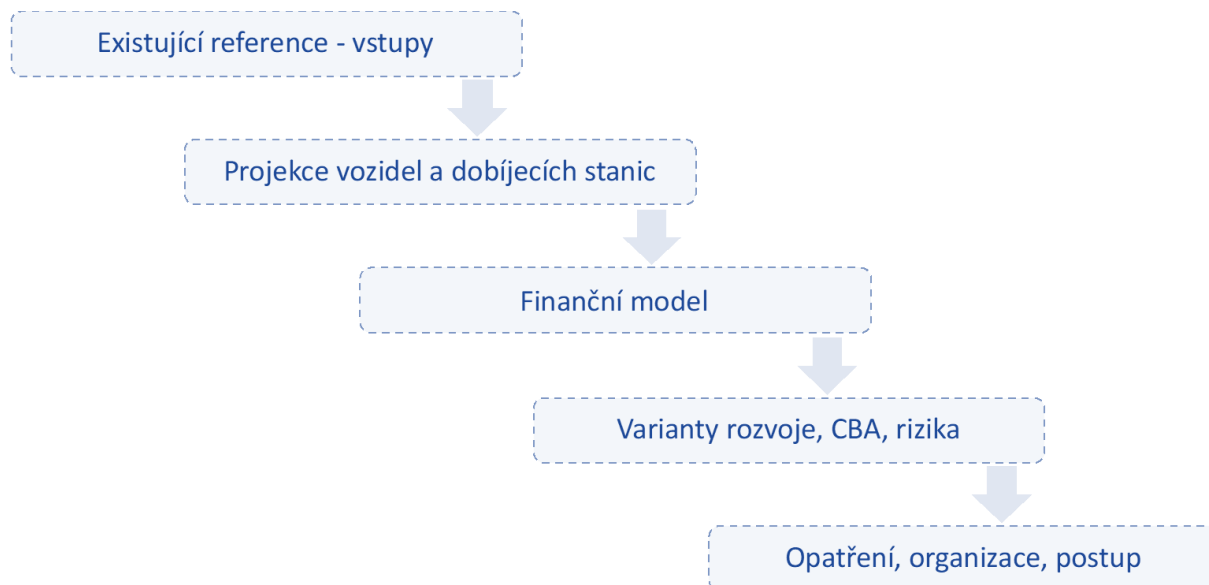 Existující reference - vstupy
Projekce vozidel a dobíjecích stanic
Finanční model
Varianty rozvoje, CBA, rizika
Opatření, organizace, postup